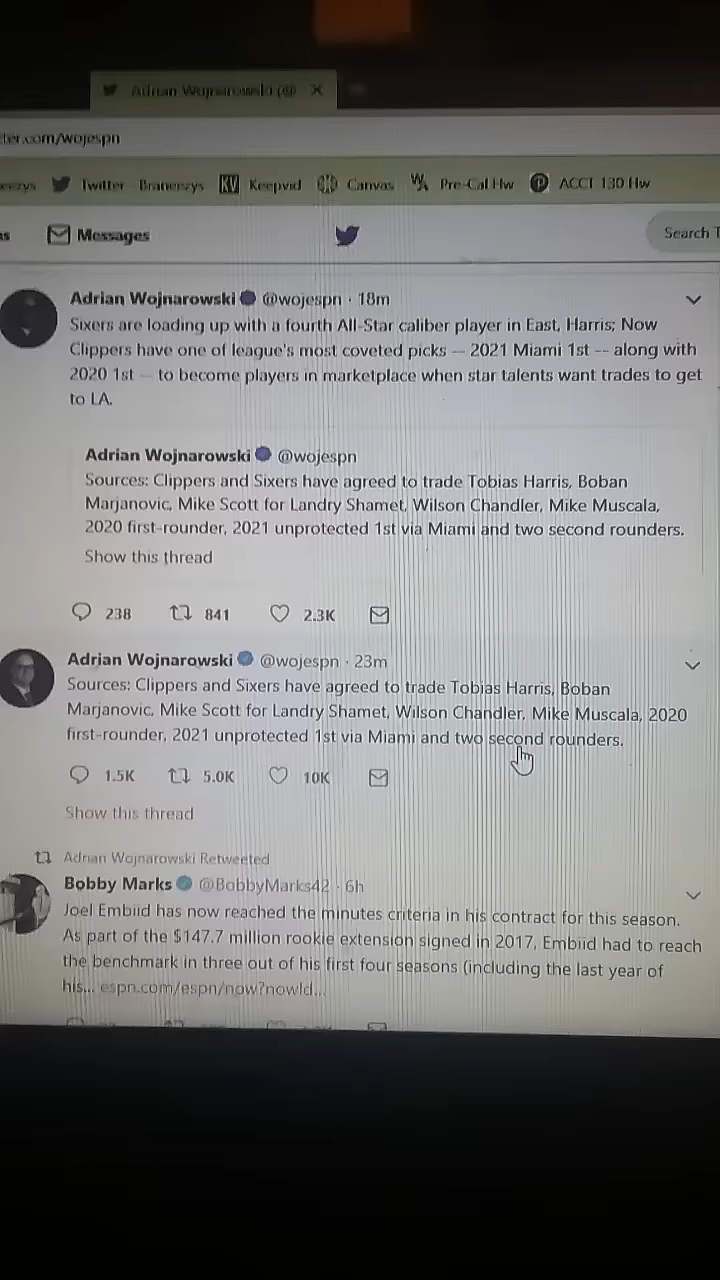 Adrian Wojnarowski (@
ter.com/wojespn
Twitter Braneezys KV Keepvid Canvas Pre-Cal Hw ACCT 130 Hw
Messages
Search T
Adrian Wojnarowski @wojespn · 18m
Sixers are loading up with a fourth All-Star caliber player in East, Harris; Now
Clippers have one of league's most coveted picks — 2021 Miami 1st -- along with
2020 1st — to become players in marketplace when star talents want trades to get
to LA.
Adrian Wojnarowski @wojespn
Sources: Clippers and Sixers have agreed to trade Tobias Harris, Boban
Marjanovic, Mike Scott for Landry Shamet, Wilson Chandler, Mike Muscala,
2020 first-rounder, 2021 unprotected 1st via Miami and two second rounders.
Show this thread
238 841 2.3K
Adrian Wojnarowski @wojespn · 23m
Sources: Clippers and Sixers have agreed to trade Tobias Harris, Boban
Marjanovic, Mike Scott for Landry Shamet, Wilson Chandler, Mike Muscala, 2020
first-rounder, 2021 unprotected 1st via Miami and two second rounders.
1.5K 5.0K 10K
Show this thread
Adrian Wojnarowski Retweeted
Bobby Marks @BobbyMarks42 · 6h
Joel Embiid has now reached the minutes criteria in his contract for this season.
As part of the $147.7 million rookie extension signed in 2017, Embiid had to reach
the benchmark in three out of his first four seasons (including the last year of
his... espn.com/espn/now?nowId...